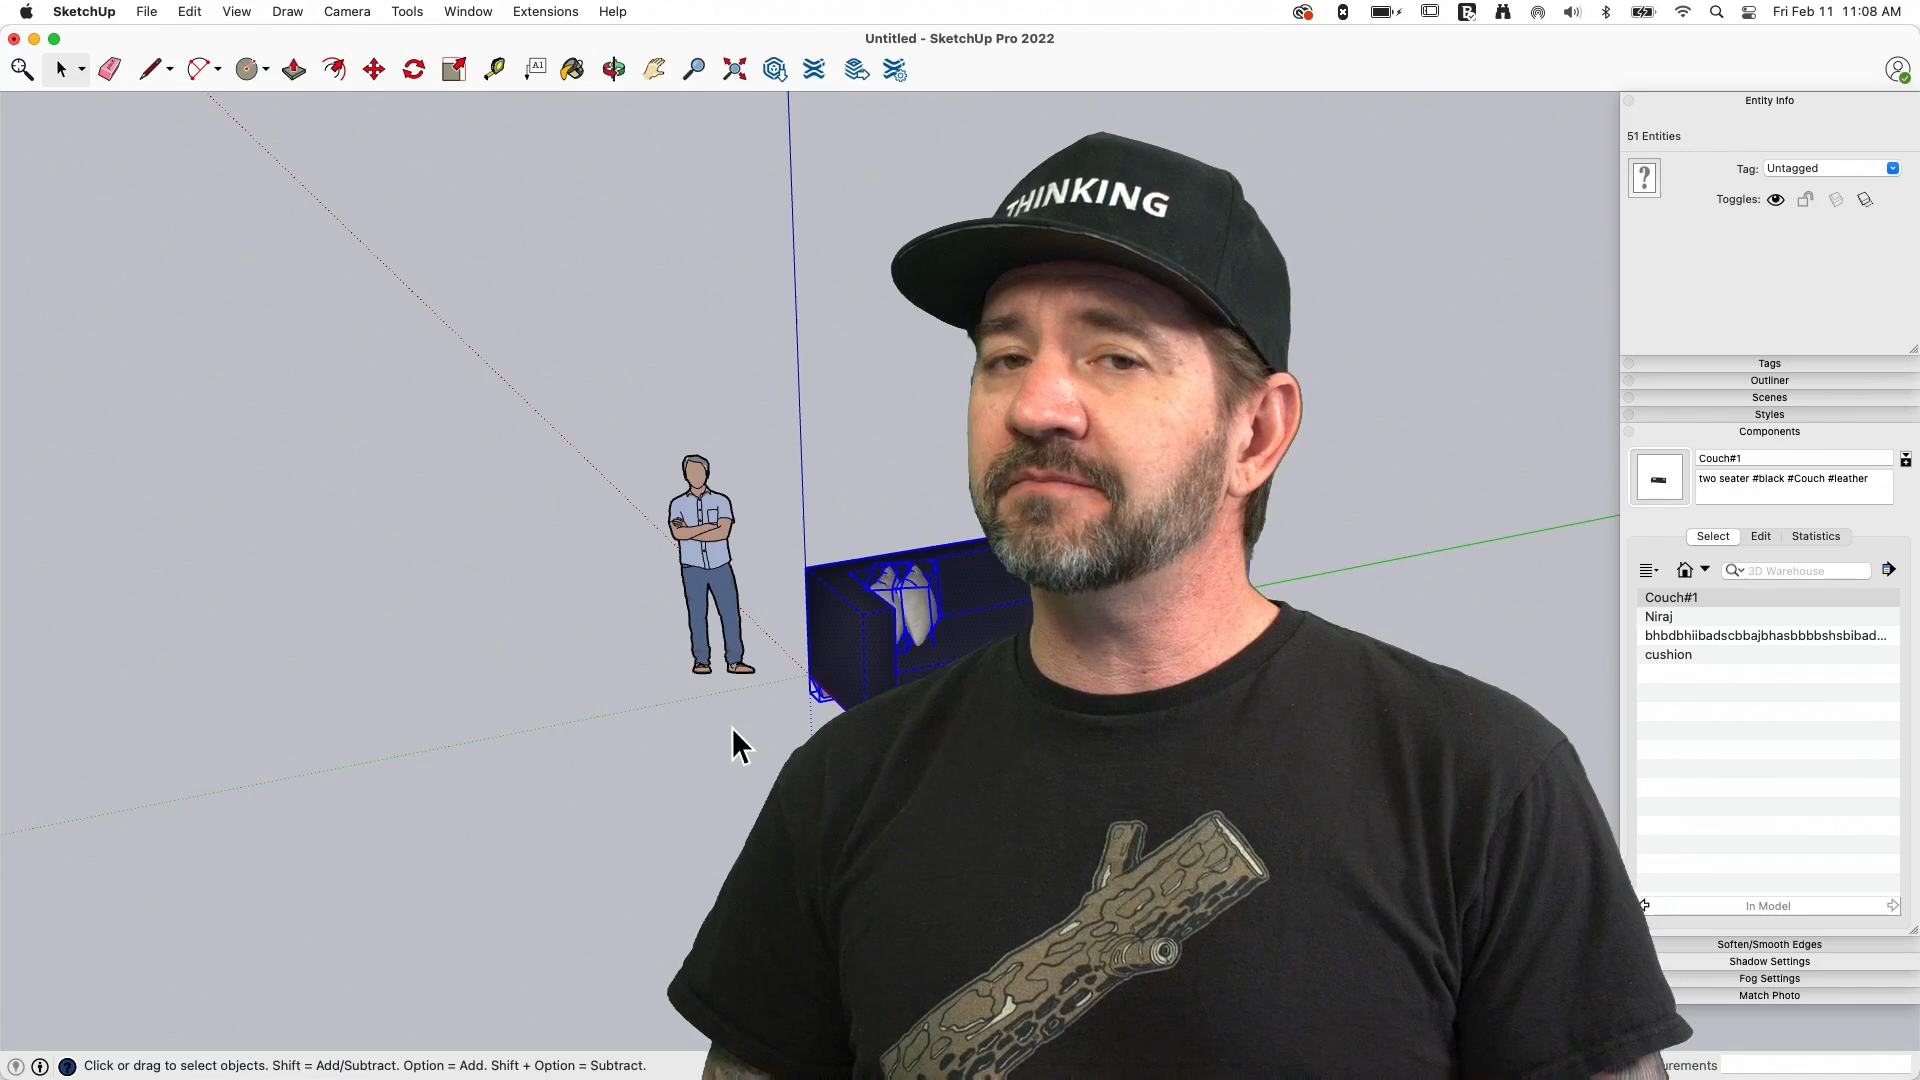 SketchUp File Edit View Draw Camera Tools Window Extensions Help
Fri Feb 11 11:08 AM
Untitled - SketchUp Pro 2022
A1
Entity Info
51 Entities
Tag: Untagged
?
Toggles:
THINKING
Tags
Outliner
Scenes
Styles
Components
Couch#1
two seater #black #Couch #leather
Select Edit Statistics
3D Warehouse
Couch#1
Niraj
bhbdbhiibadscbbajbhasbbbbshsbibad...
cushion
In Model
Soften/Smooth Edges
Shadow Settings
Fog Settings
Match Photo
? Click or drag to select objects. Shift = Add/Subtract. Option = Add. Shift + Option = Subtract.
urements